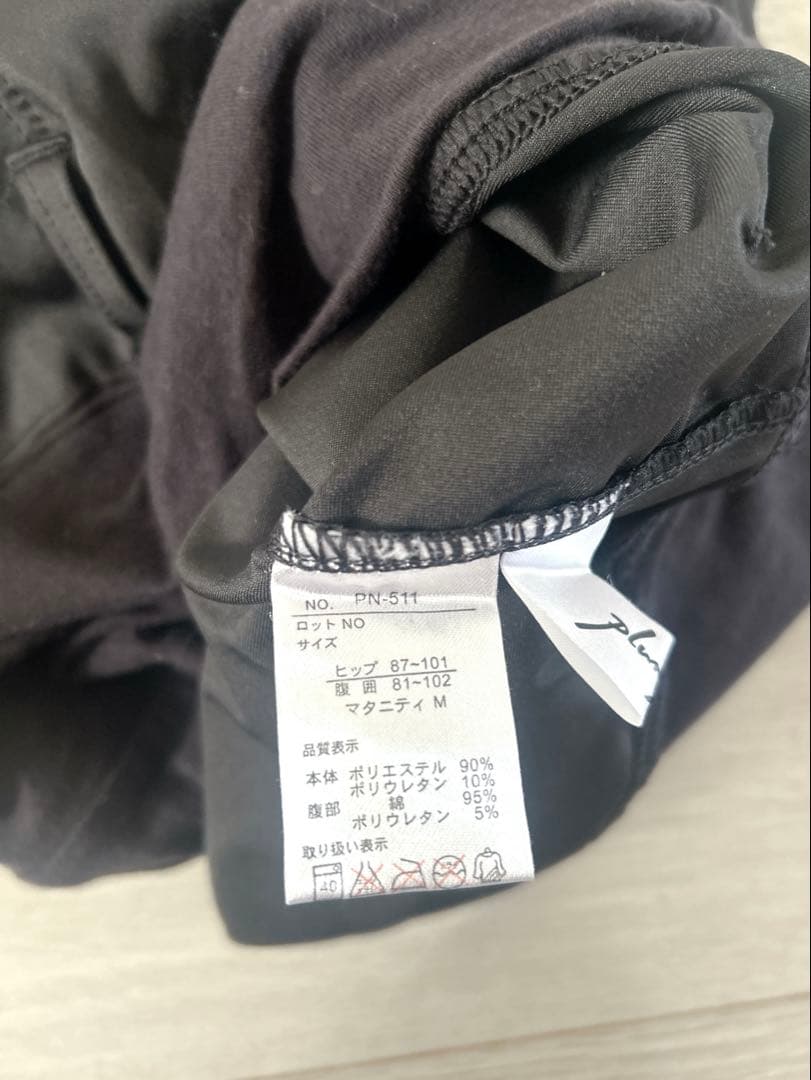 NO. PN-511
ロット NO
サイズ
ヒップ 87~101
腹 囲 81~102
マタニティ M
品質表示
本体 ポリエステル 90%
ポリウレタン 10%
腹部 綿 95%
ポリウレタン 5%
取り扱い表示
40